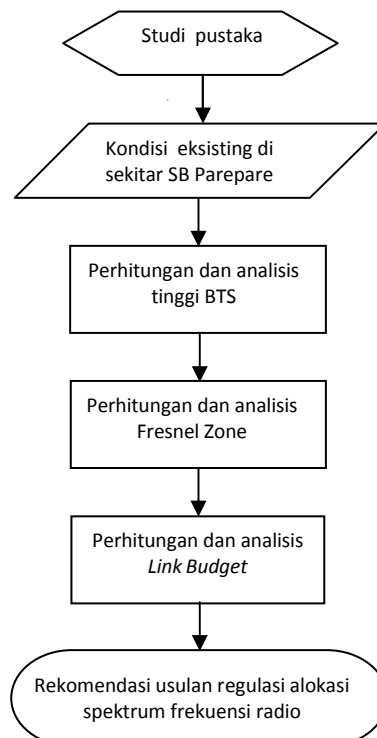 Studi pustaka
Kondisi eksisting di
sekitar SB Parepare
Perhitungan dan analisis
tinggi BTS
Perhitungan dan analisis
Fresnel Zone
Perhitungan dan analisis
Link Budget
Rekomendasi usulan regulasi alokasi
spektrum frekuensi radio